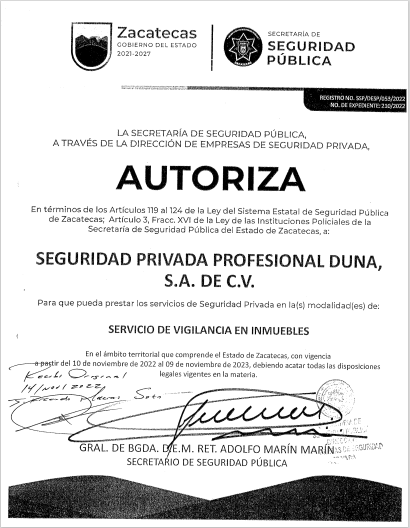 Zacatecas
GOBIERNO DEL ESTADO
2021-2027
SECRETARÍA DE
SEGURIDAD
PÚBLICA
REGISTRO NO. SSP/DESP/053/2022
NO. DE EXPEDIENTE: 210/2022
LA SECRETARÍA DE SEGURIDAD PÚBLICA,
A TRAVÉS DE LA DIRECCIÓN DE EMPRESAS DE SEGURIDAD PRIVADA,
AUTORIZA
En términos de los Artículos 119 al 124 de la Ley del Sistema Estatal de Seguridad Pública
de Zacatecas; Artículo 3, Fracc. XVI de la Ley de las Instituciones Policiales de la
Secretaría de Seguridad Pública del Estado de Zacatecas, a:
SEGURIDAD PRIVADA PROFESIONAL DUNA,
S.A. DE C.V.
Para que pueda prestar los servicios de Seguridad Privada en la(s) modalidad(es) de:
SERVICIO DE VIGILANCIA EN INMUEBLES
En el ámbito territorial que comprende el Estado de Zacatecas, con vigencia
a partir del 10 de noviembre de 2022 al 09 de noviembre de 2023, debiendo acatar todas las disposiciones
legales vigentes en la materia.
Recibi Original
14/Nov/2022
Soto
GRAL. DE BGDA. D.E.M. RET. ADOLFO MARÍN MARÍN
SECRETARIO DE SEGURIDAD PÚBLICA